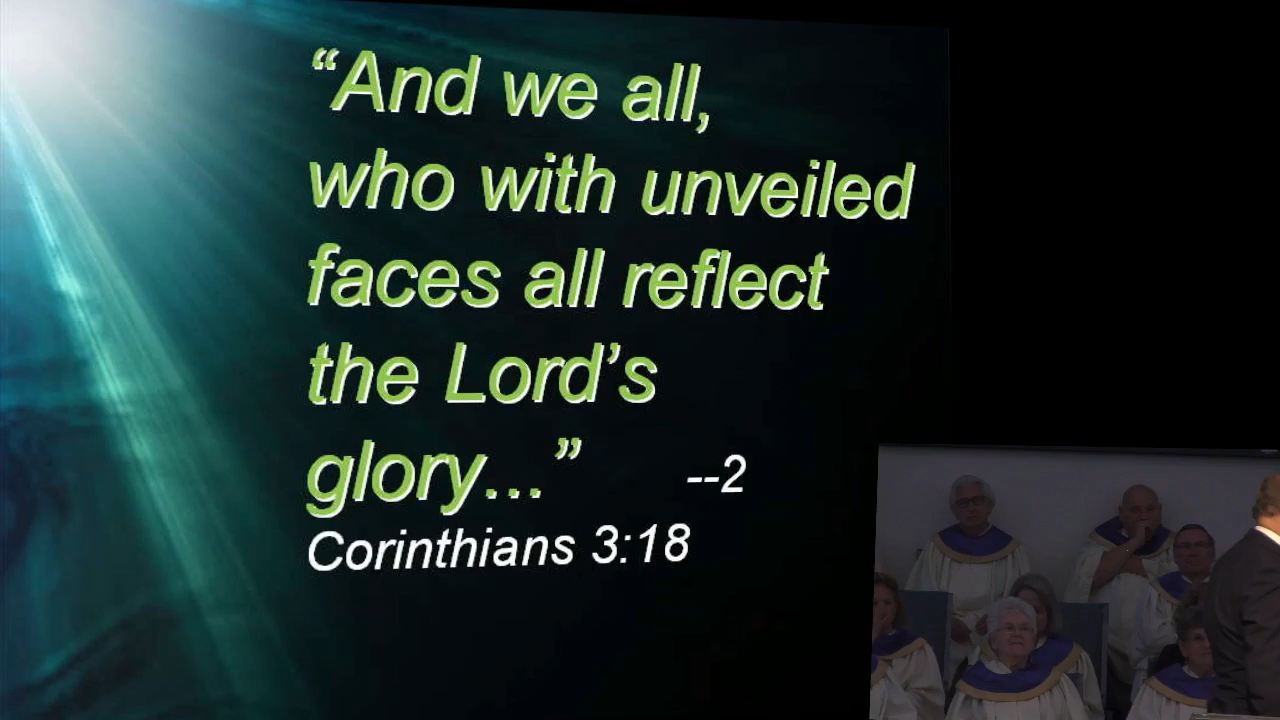 “And we all,
who with unveiled
faces all reflect
the Lord’s
glory…” --2
Corinthians 3:18